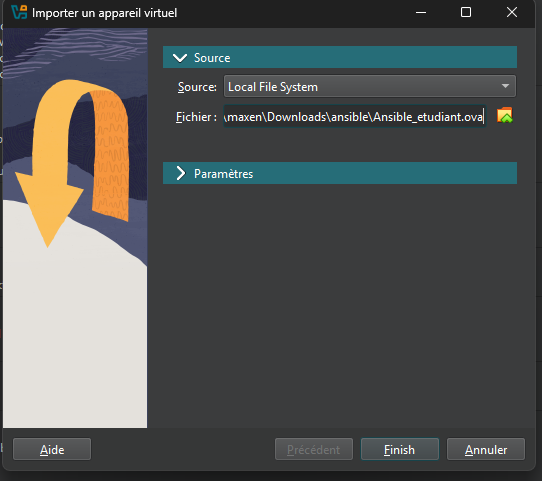 Importer un appareil virtuel
Source
Source: Local File System
Fichier : \maxen\Downloads\ansible\Ansible_etudiant.ova
Paramètres
Aide Précédent Finish Annuler